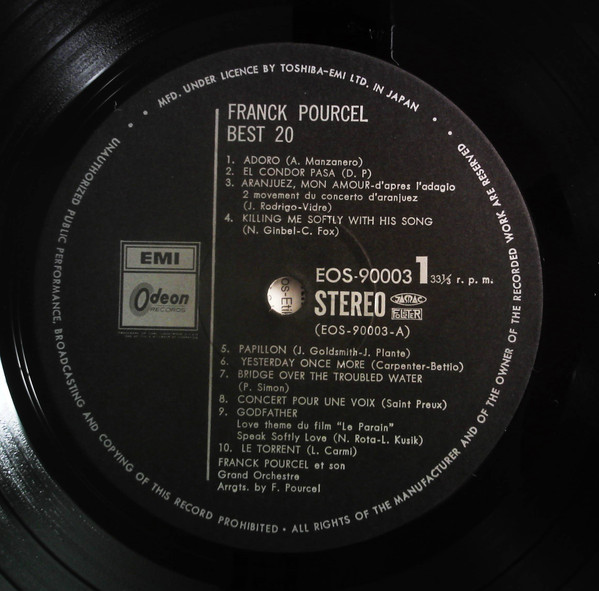 MFD. UNDER LICENCE BY TOSHIBA-EMI LTD. IN JAPAN
FRANCK POURCEL
BEST 20
1. ADORO (A. Manzanero)
2. EL CONDOR PASA (D. P)
3. ARANJUEZ, MON AMOUR-d'apres l'adagio
2 movement du concerto d'aranjuez
(J. Rodrigo-Vidre)
4. KILLING ME SOFTLY WITH HIS SONG
(N. Ginbel-C. Fox)
EMI
Odeon
RECORDS
EOS-90003 1 33⅓ r. p. m.
STEREO JASRAC
(EOS-90003-A)
5. PAPILLON (J. Goldsmith-J. Plante)
6. YESTERDAY ONCE MORE (Carpenter-Bettio)
7. BRIDGE OVER THE TROUBLED WATER
(P. Simon)
8. CONCERT POUR UNE VOIX (Saint Preux)
9. GODFATHER
Love theme du film "Le Parain"
Speak Softly Love (N. Rota-L. Kusik)
10. LE TORRENT (L. Carmi)
FRANCK POURCEL et son
Grand Orchestre
Arrgts. by F. Pourcel
UNAUTHORIZED PUBLIC PERFORMANCE, BROADCASTING AND COPYING OF THIS RECORD PROHIBITED • ALL RIGHTS OF THE MANUFACTURER AND OF THE OWNER OF THE RECORDED WORK ARE RESERVED